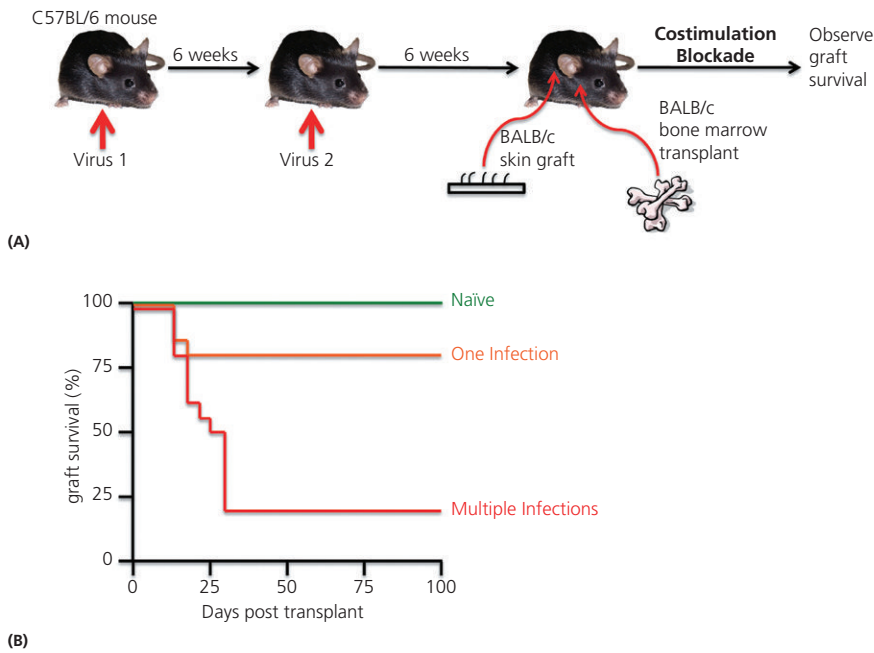 C57BL/6 mouse
6 weeks
6 weeks
Costimulation
Blockade
Observe
graft
survival
Virus 1
Virus 2
BALB/c
skin graft
BALB/c
bone marrow
transplant
(A)
100
75
50
25
0
graft survival (%)
Naïve
One Infection
Multiple Infections
0
25
50
75
100
Days post transplant
(B)